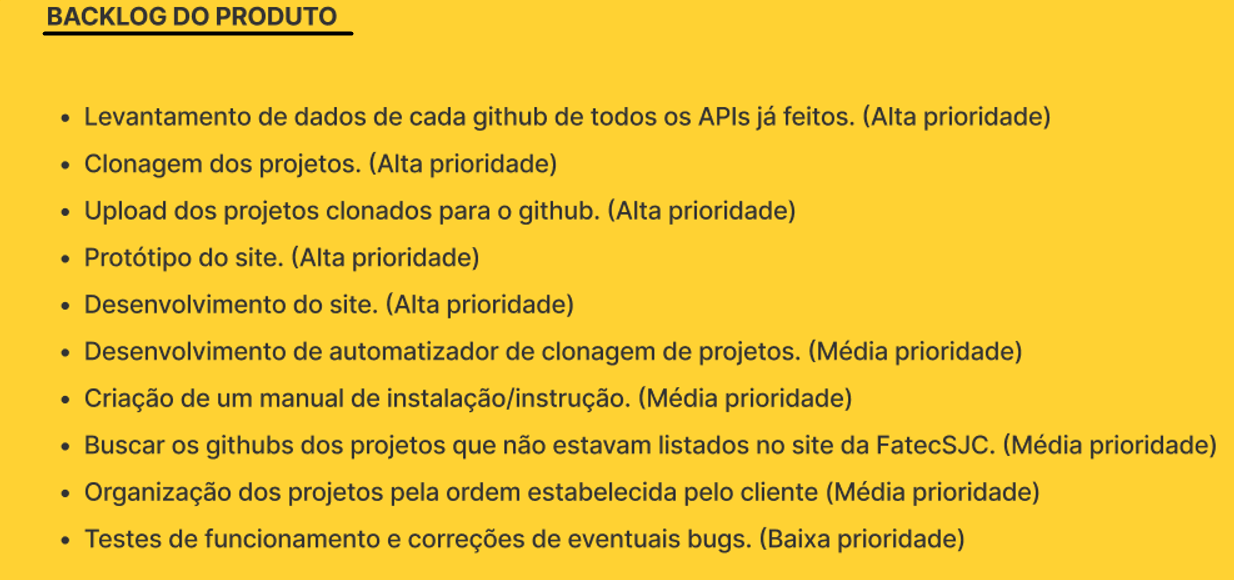 BACKLOG DO PRODUTO
• Levantamento de dados de cada github de todos os APIs já feitos. (Alta prioridade)
• Clonagem dos projetos. (Alta prioridade)
• Upload dos projetos clonados para o github. (Alta prioridade)
• Protótipo do site. (Alta prioridade)
• Desenvolvimento do site. (Alta prioridade)
• Desenvolvimento de automatizador de clonagem de projetos. (Média prioridade)
• Criação de um manual de instalação/instrução. (Média prioridade)
• Buscar os githubs dos projetos que não estavam listados no site da FatecSJC. (Média prioridade)
• Organização dos projetos pela ordem estabelecida pelo cliente (Média prioridade)
• Testes de funcionamento e correções de eventuais bugs. (Baixa prioridade)